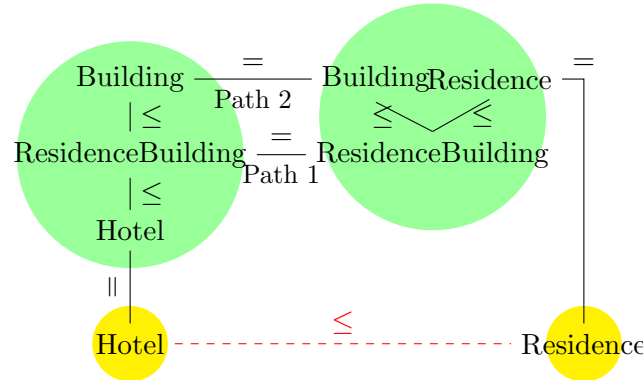 =
=
Building
Building
Residence
Path 2
≤
≤
≤
=
ResidenceBuilding
ResidenceBuilding
Path 1
≤
Hotel
=
≤
Hotel
Residence